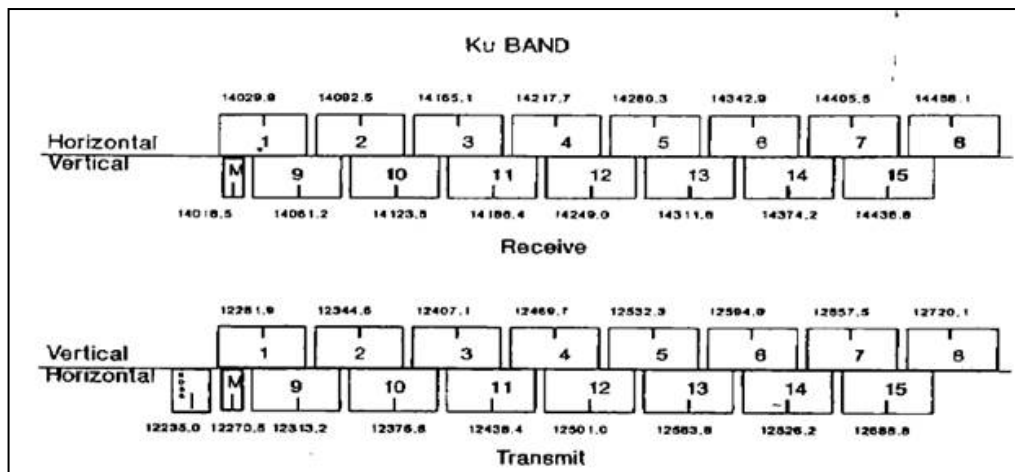 Ku BAND
14029.9 14092.5 14155.1 14217.7 14280.3 14342.9 14405.5 14468.1
Horizontal 1 2 3 4 5 6 7 8
Vertical M 9 10 11 12 13 14 15
14018.5 14061.2 14123.8 14186.4 14249.0 14311.6 14374.2 14436.8
Receive
12281.9 12344.5 12407.1 12469.7 12532.3 12594.9 12657.5 12720.1
Vertical 1 2 3 4 5 6 7 8
Horizontal M 9 10 11 12 13 14 15
12235.0 12270.5 12313.2 12375.8 12438.4 12501.0 12563.6 12626.2 12688.8
Transmit